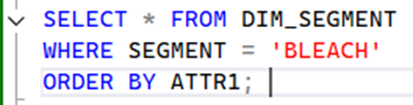 SELECT * FROM DIM_SEGMENT
WHERE SEGMENT = 'BLEACH'
ORDER BY ATTR1;